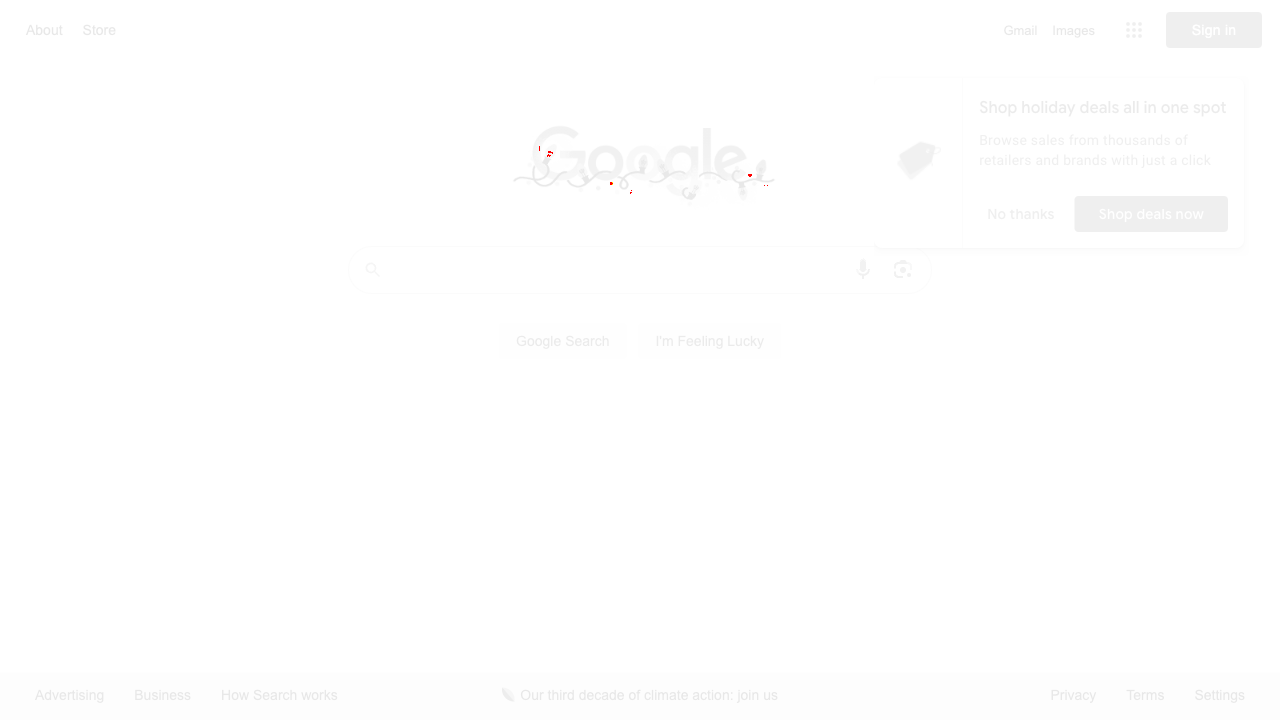 About Store
Gmail Images
Sign in
Google
Shop holiday deals all in one spot
Browse sales from thousands of
retailers and brands with just a click
No thanks
Shop deals now
Google Search
I'm Feeling Lucky
Advertising Business How Search works
Our third decade of climate action: join us
Privacy Terms Settings